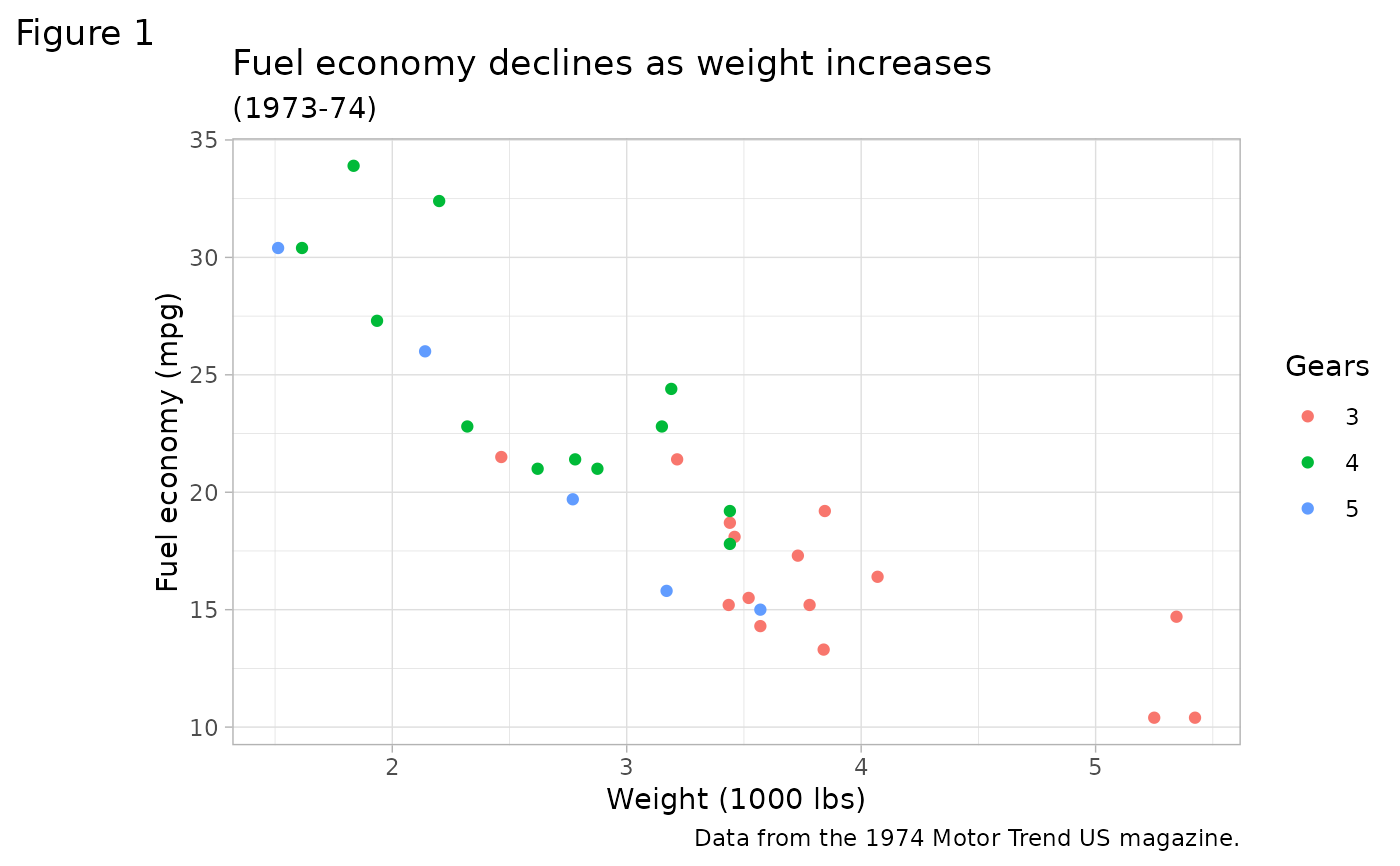 Figure 1
Fuel economy declines as weight increases
(1973-74)
35
30
25
20
15
10
Fuel economy (mpg)
2
3
4
5
Weight (1000 lbs)
Gears
3
4
5
Data from the 1974 Motor Trend US magazine.